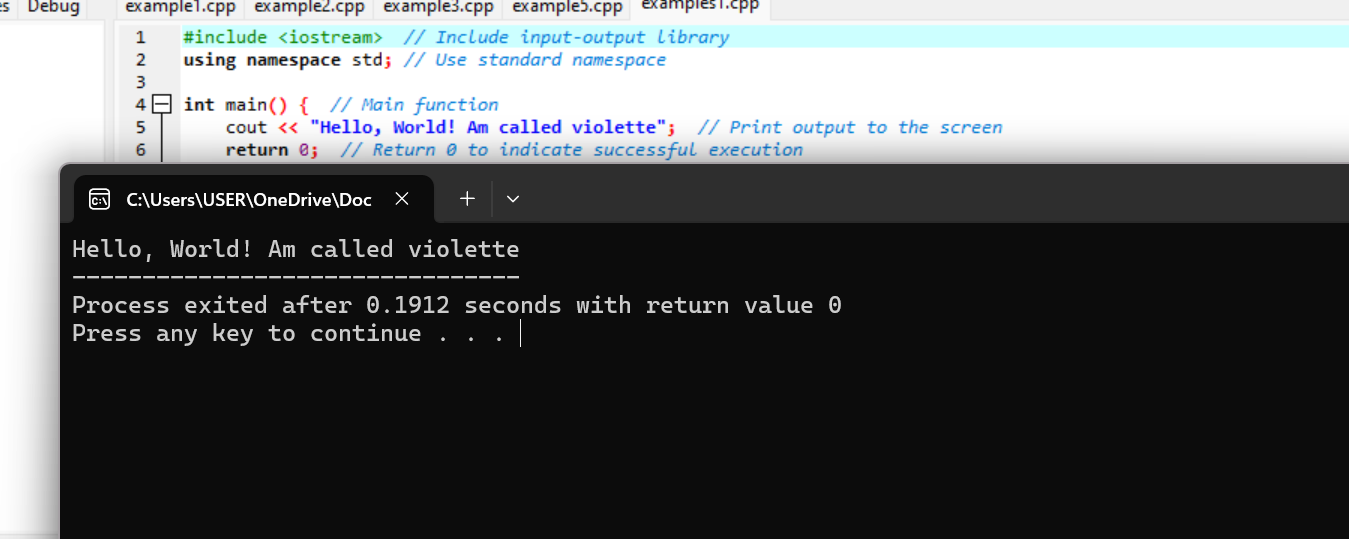 es Debug example1.cpp example2.cpp example3.cpp example5.cpp examples1.cpp
1 #include <iostream> // Include input-output library
2 using namespace std; // Use standard namespace
3
4 int main() { // Main function
5 cout << "Hello, World! Am called violette"; // Print output to the screen
6 return 0; // Return 0 to indicate successful execution
C:\Users\USER\OneDrive\Doc
Hello, World! Am called violette
--------------------------------
Process exited after 0.1912 seconds with return value 0
Press any key to continue . . .